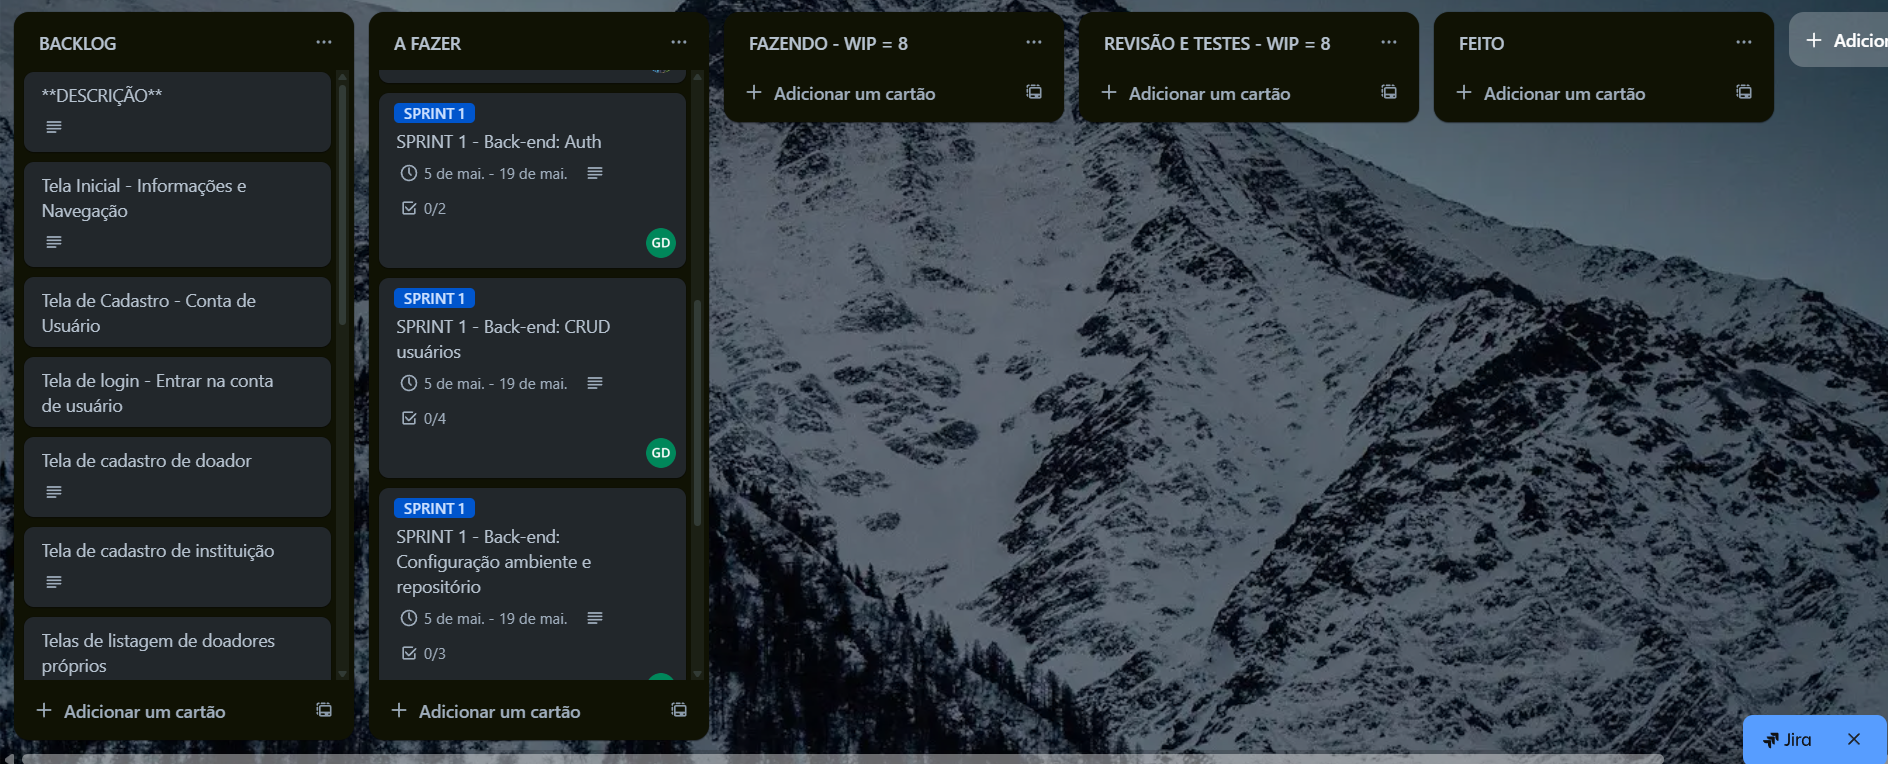 BACKLOG
**DESCRIÇÃO**
Tela Inicial - Informações e
Navegação
Tela de Cadastro - Conta de
Usuário
Tela de login - Entrar na conta
de usuário
Tela de cadastro de doador
Tela de cadastro de instituição
Telas de listagem de doadores
próprios
Adicionar um cartão
A FAZER
SPRINT 1
SPRINT 1 - Back-end: Auth
5 de mai. - 19 de mai.
0/2
GD
SPRINT 1
SPRINT 1 - Back-end: CRUD
usuários
5 de mai. - 19 de mai.
0/4
GD
SPRINT 1
SPRINT 1 - Back-end:
Configuração ambiente e
repositório
5 de mai. - 19 de mai.
0/3
Adicionar um cartão
FAZENDO - WIP = 8
Adicionar um cartão
REVISÃO E TESTES - WIP = 8
Adicionar um cartão
FEITO
Adicionar um cartão
Jira